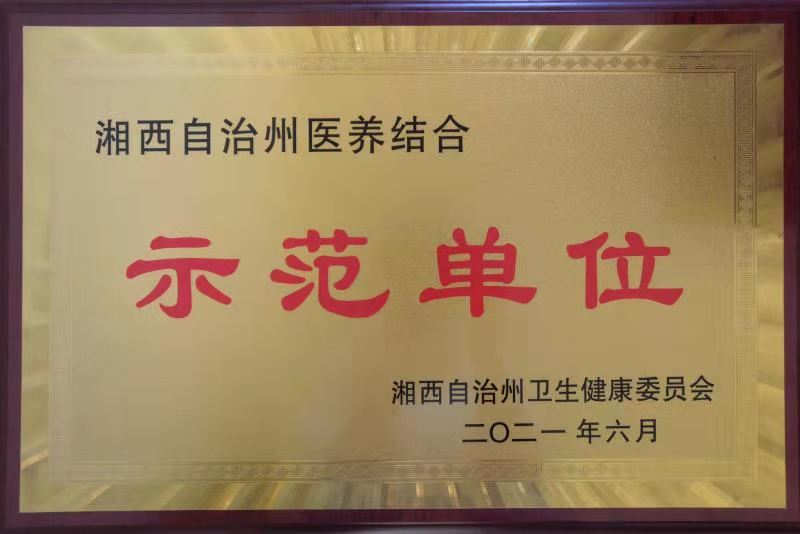 湘西自治州医养结合
示范单位
湘西自治州卫生健康委员会
二〇二一年六月